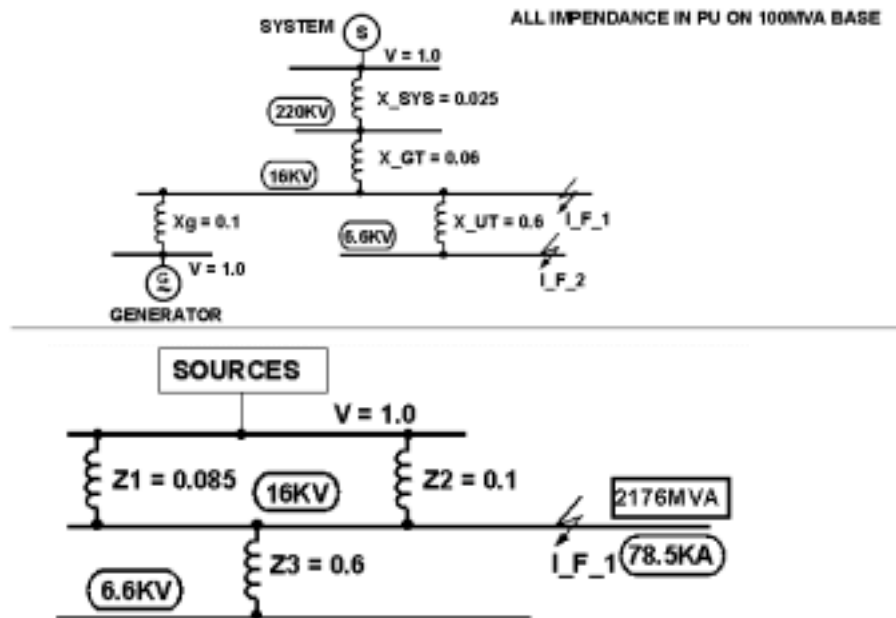 ALL IMPENDANCE IN PU ON 100MVA BASE
SYSTEM
S
V = 1.0
X_SYS = 0.025
220KV
X_GT = 0.06
16KV
Xg = 0.1
X_UT = 0.6
I_F_1
6.6KV
V = 1.0
G
I_F_2
GENERATOR
SOURCES
V = 1.0
Z1 = 0.085
16KV
Z2 = 0.1
2176MVA
I_F_1
78.5KA
Z3 = 0.6
6.6KV